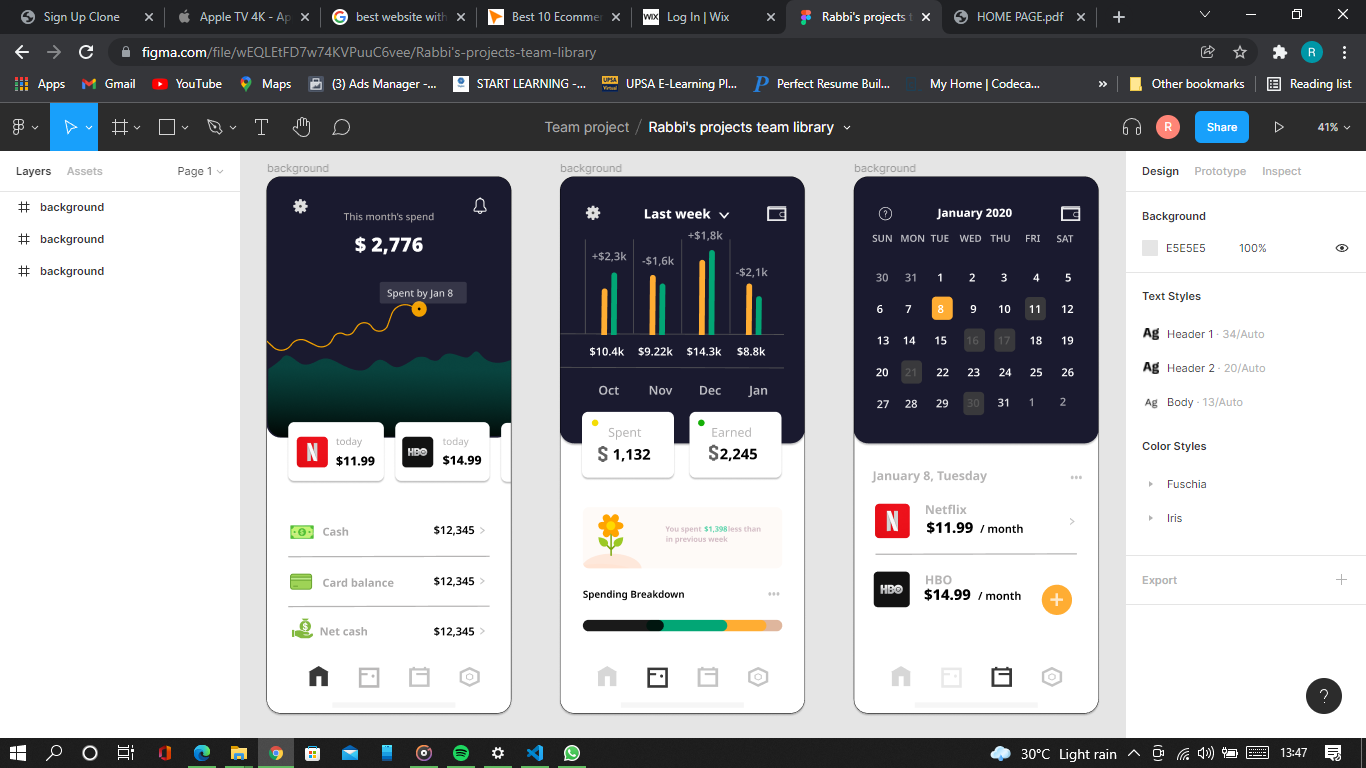 Sign Up Clone
Apple TV 4K - Ap
best website with
Best 10 Ecommer
WIX
Log In | Wix
Rabbi's projects t
HOME PAGE.pdf
figma.com/file/wEQLEtFD7w74KVPuuC6vee/Rabbi's-projects-team-library
R
Apps
Gmail
YouTube
Maps
(3) Ads Manager -...
START LEARNING -...
UPSA E-Learning Pl...
Perfect Resume Buil...
My Home | Codeca...
»
Other bookmarks
Reading list
Team project / Rabbi's projects team library
R
Share
41%
Layers
Assets
Page 1
background
background
background
background
This month's spend
$ 2,776
Spent by Jan 8
N
today
$11.99
HBO
today
$14.99
Cash
$12,345
Card balance
$12,345
Net cash
$12,345
background
Last week
+$2,3k
-$1,6k
+$1,8k
-$2,1k
$10.4k
$9.22k
$14.3k
$8.8k
Oct
Nov
Dec
Jan
Spent
$ 1,132
Earned
$2,245
You spent $1,398less than
in previous week
Spending Breakdown
background
January 2020
SUN MON TUE WED THU FRI SAT
30 31 1 2 3 4 5
6 7 8 9 10 11 12
13 14 15 16 17 18 19
20 21 22 23 24 25 26
27 28 29 30 31 1 2
January 8, Tuesday
N
Netflix
$11.99 / month
HBO
HBO
$14.99 / month
Design
Prototype
Inspect
Background
E5E5E5
100%
Text Styles
Ag Header 1 · 34/Auto
Ag Header 2 · 20/Auto
Ag Body · 13/Auto
Color Styles
Fuschia
Iris
Export
?
30°C Light rain
13:47